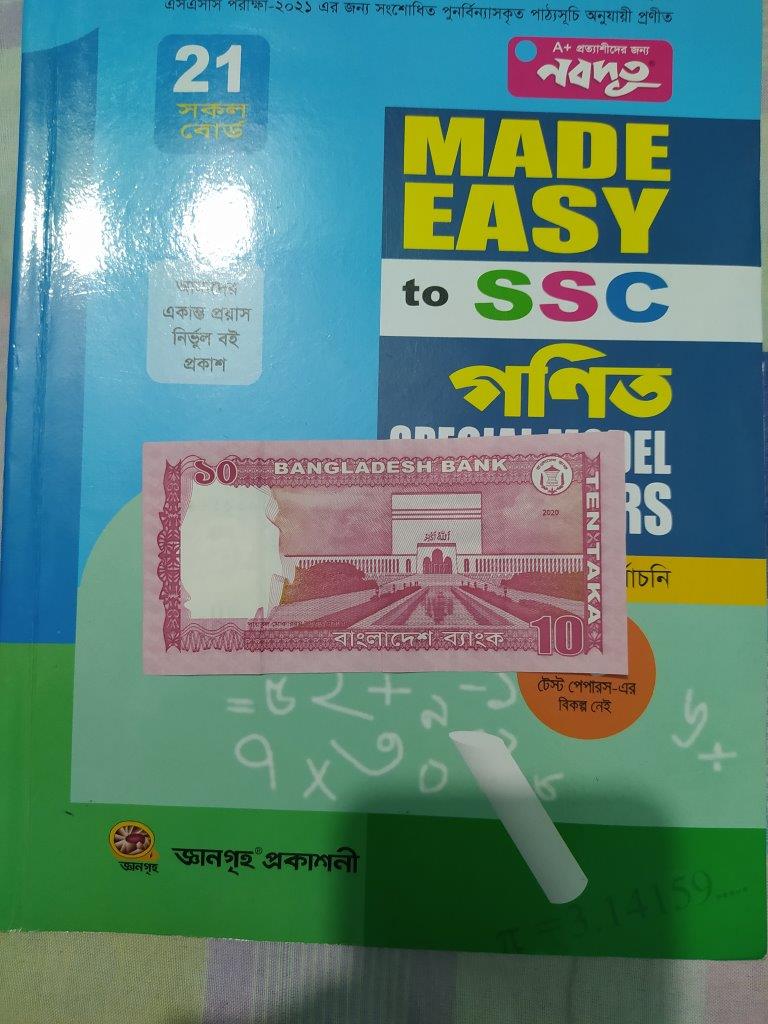 এসএসসি পরীক্ষা-২০২১ এর জন্য সংশোধিত পুনর্বিন্যাসকৃত পাঠ্যসূচি অনুযায়ী প্রণীত
A+ প্রত্যাশীদের জন্য
নবদূত
21
সকল
বোর্ড
MADE
EASY
to SSC
আমাদের
একান্ত প্রয়াস
নির্ভুল বই
প্রকাশ
গণিত
১০ BANGLADESH BANK
2020
TEN TAKA
বাংলাদেশ ব্যাংক
10
টেস্ট পেপারস-এর
বিকল্প নেই
জ্ঞানগৃহ
জ্ঞানগৃহ® প্রকাশনী
π =3.14159.....